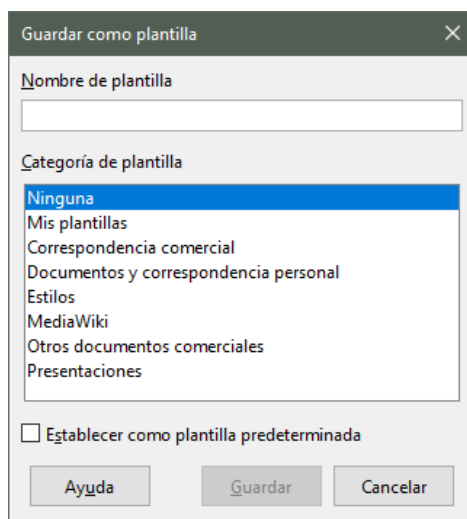 Guardar como plantilla
Nombre de plantilla
Categoría de plantilla
Ninguna
Mis plantillas
Correspondencia comercial
Documentos y correspondencia personal
Estilos
MediaWiki
Otros documentos comerciales
Presentaciones
Establecer como plantilla predeterminada
Ayuda Guardar Cancelar